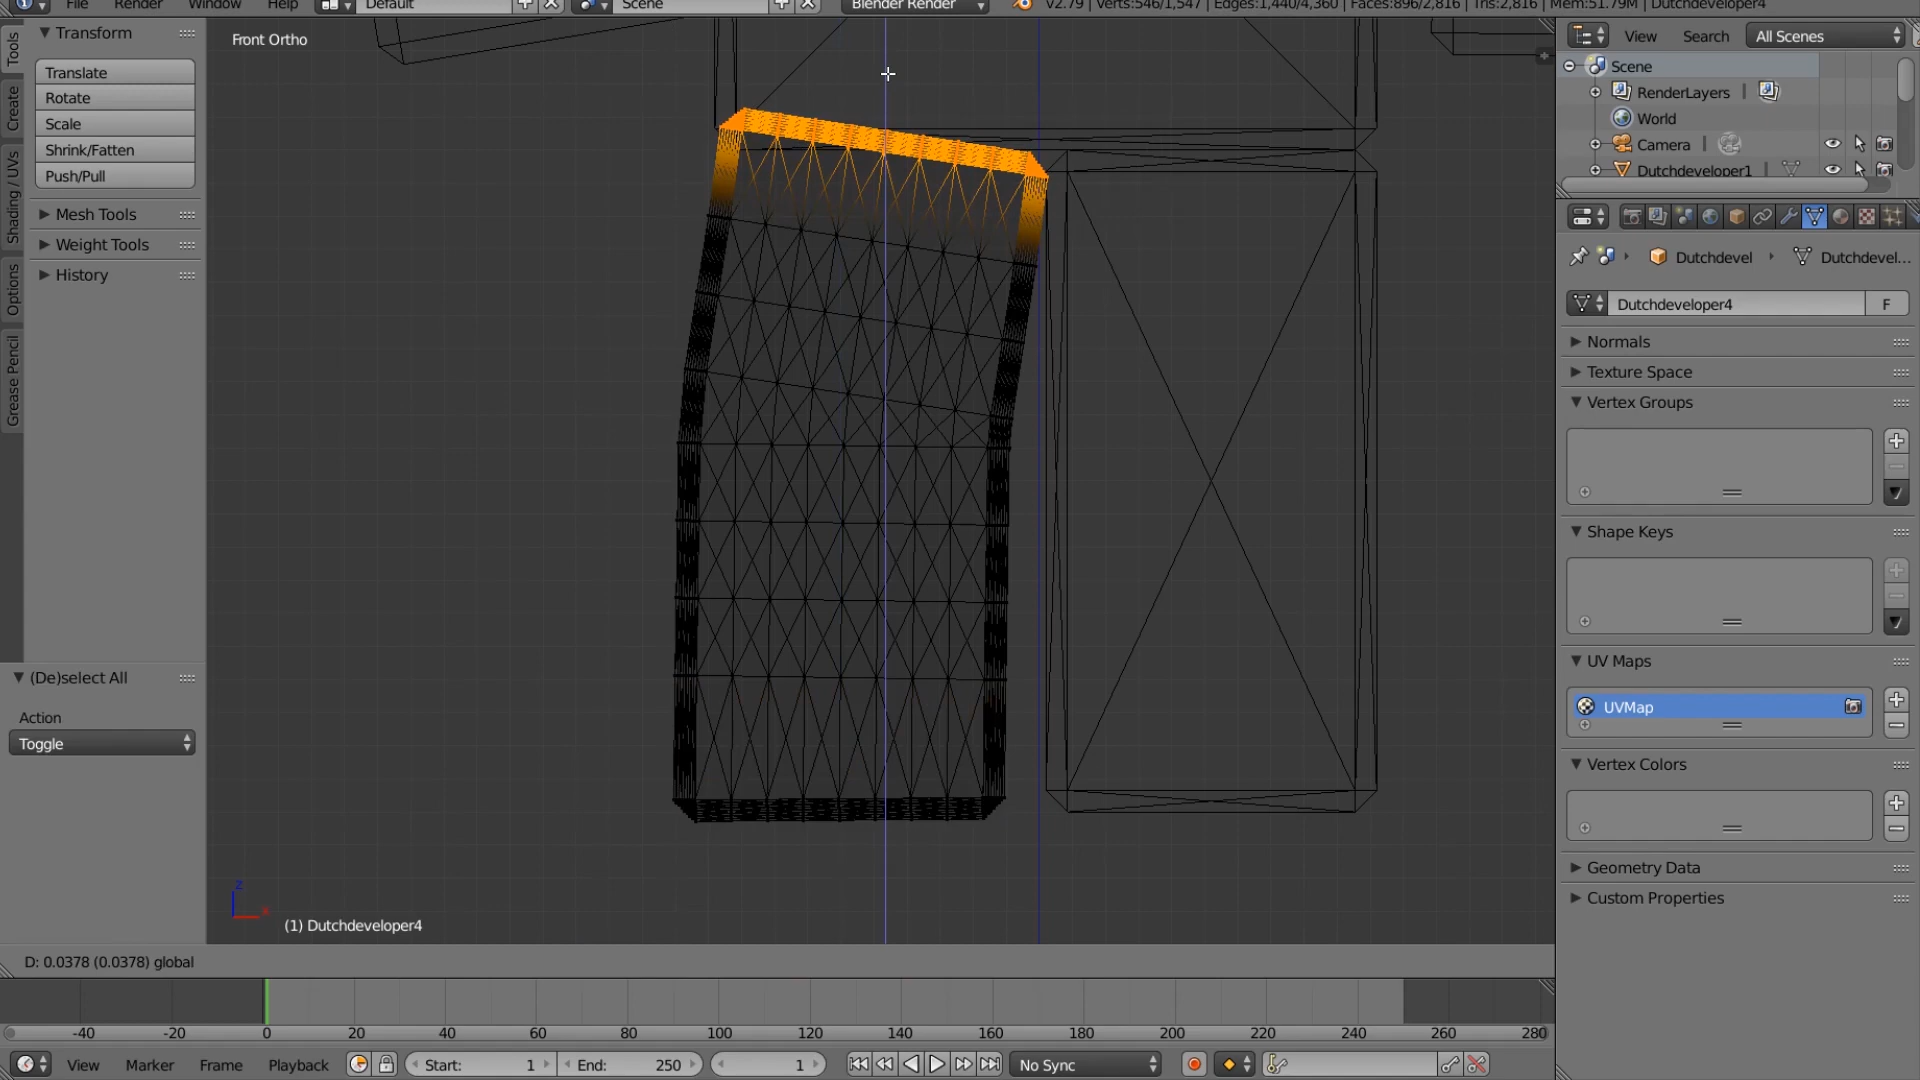 File Render Window Help Default Scene Blender Render v2.79 | Verts:546/1,547 | Edges:1,440/4,360 | Faces:896/2,816 | Tris:2,816 | Mem:51.79M | Dutchdeveloper4
Tools
Create
Shading / UVs
Options
Grease Pencil
Transform
Translate
Rotate
Scale
Shrink/Fatten
Push/Pull
Mesh Tools
Weight Tools
History
(De)select All
Action
Toggle
Front Ortho
z
x
(1) Dutchdeveloper4
D: 0.0378 (0.0378) global
View Search All Scenes
Scene
RenderLayers
World
Camera
Dutchdeveloper1
Dutchdevel Dutchdevel...
Dutchdeveloper4 F
Normals
Texture Space
Vertex Groups
Shape Keys
UV Maps
UVMap
Vertex Colors
Geometry Data
Custom Properties
-40 -20 0 20 40 60 80 100 120 140 160 180 200 220 240 260 280
View Marker Frame Playback Start: 1 End: 250 1 No Sync